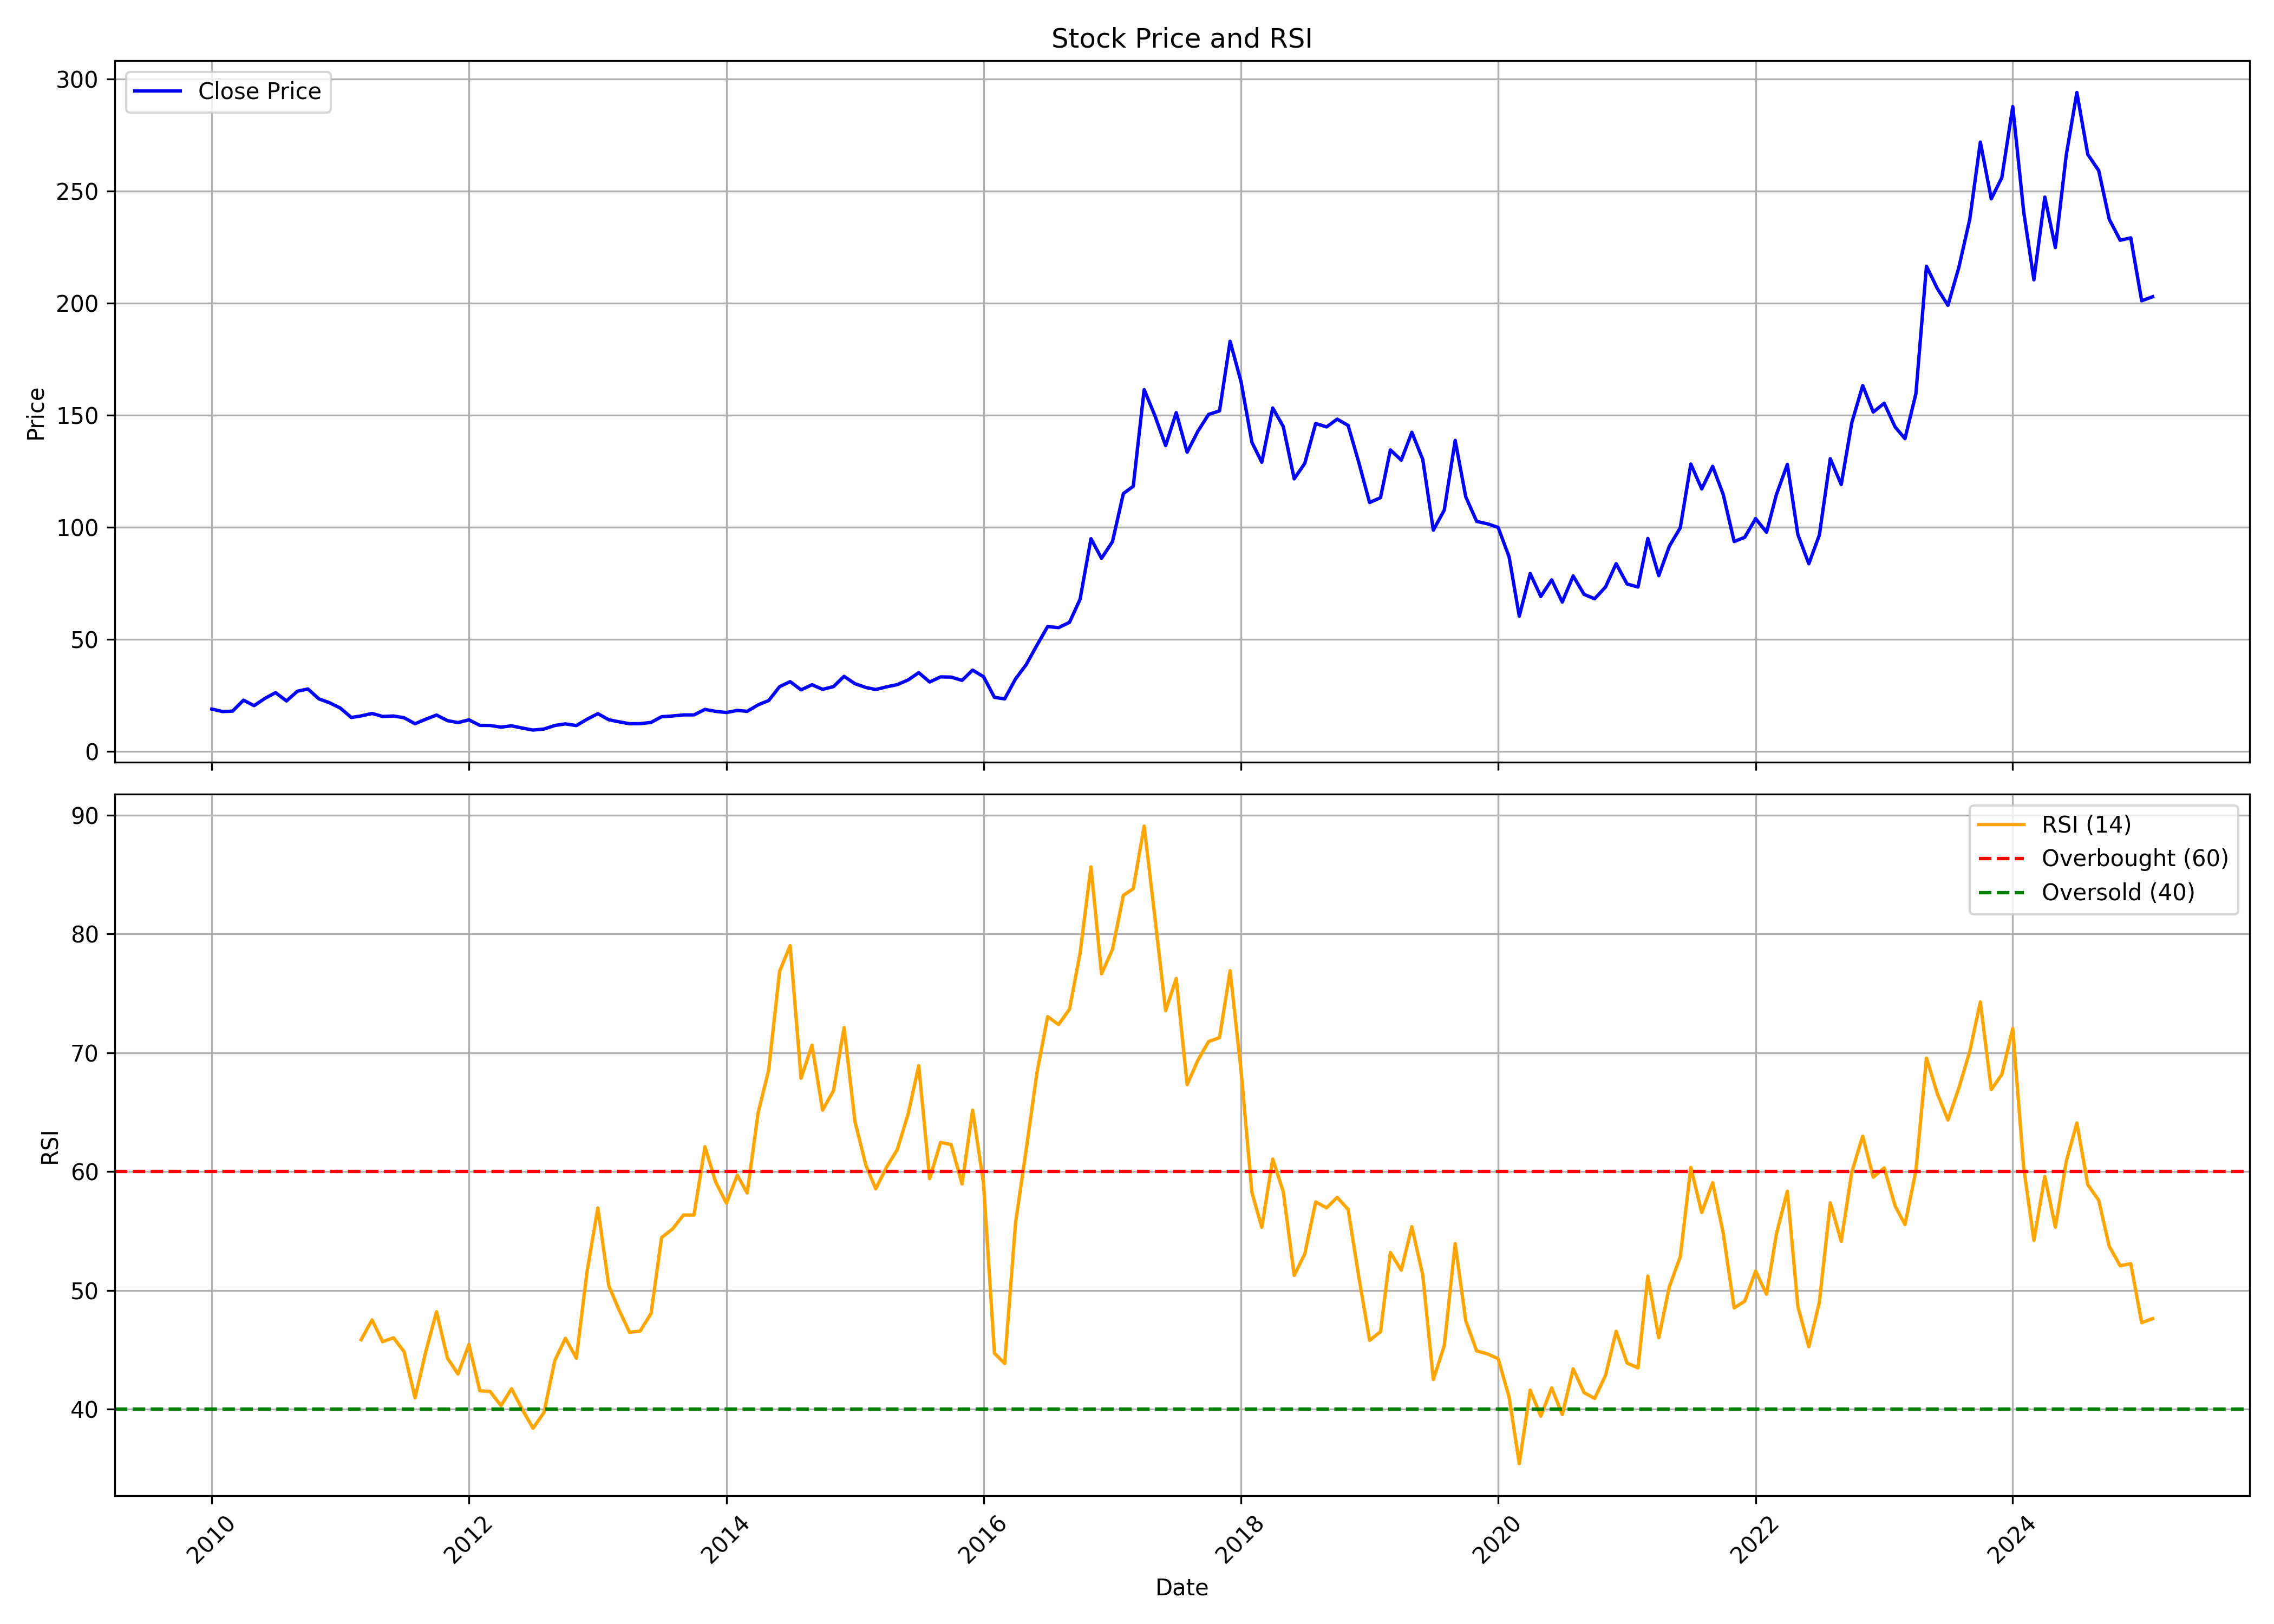 Stock Price and RSI
Close Price
Price
300
250
200
150
100
50
0
RSI (14)
Overbought (60)
Oversold (40)
RSI
90
80
70
60
50
40
2010
2012
2014
2016
2018
2020
2022
2024
Date